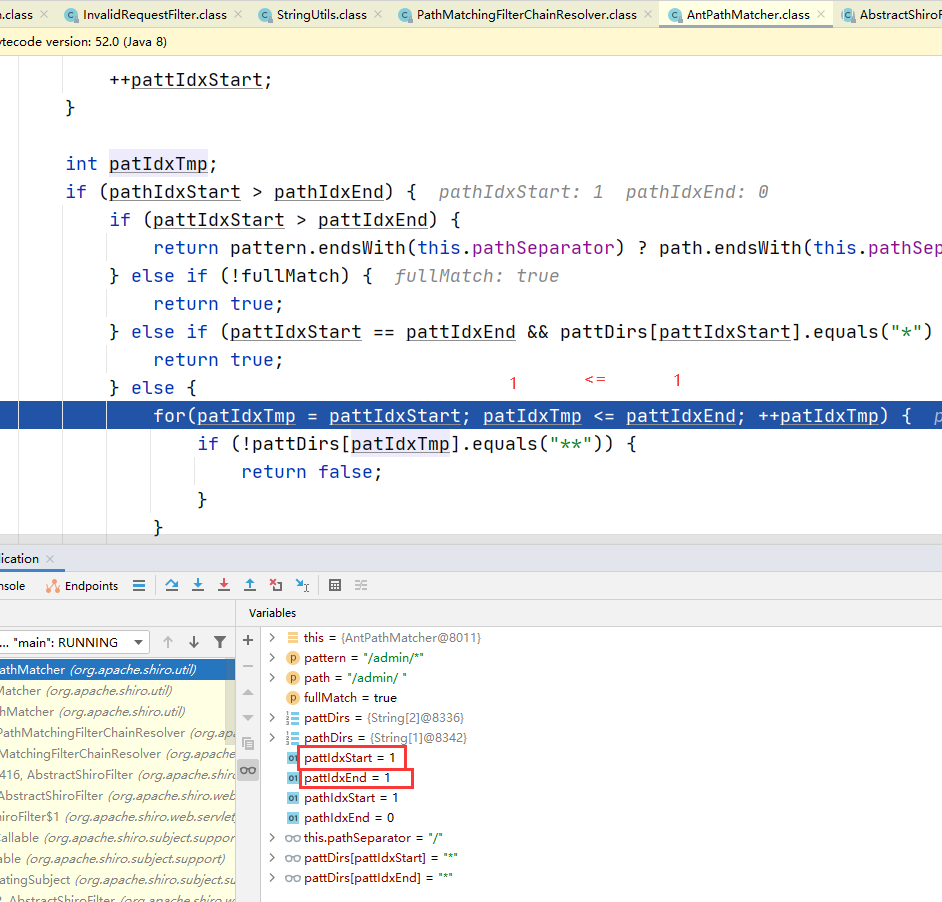 n.class InvalidRequestFilter.class StringUtils.class PathMatchingFilterChainResolver.class AntPathMatcher.class AbstractShiroF
tecode version: 52.0 (Java 8)
++pattIdxStart;
}
int patIdxTmp;
if (pathIdxStart > pathIdxEnd) { pathIdxStart: 1 pathIdxEnd: 0
if (pattIdxStart > pattIdxEnd) {
return pattern.endsWith(this.pathSeparator) ? path.endsWith(this.pathSep
} else if (!fullMatch) { fullMatch: true
return true;
} else if (pattIdxStart == pattIdxEnd && pattDirs[pattIdxStart].equals("*")
return true;
} else {
1 <= 1
for(patIdxTmp = pattIdxStart; patIdxTmp <= pattIdxEnd; ++patIdxTmp) { p
if (!pattDirs[patIdxTmp].equals("**")) {
return false;
}
}
ication
nsole Endpoints
Variables
... "main": RUNNING
athMatcher (org.apache.shiro.util)
Matcher (org.apache.shiro.util)
hMatcher (org.apache.shiro.util)
PathMatchingFilterChainResolver (org.apa
MatchingFilterChainResolver (org.apache
416, AbstractShiroFilter (org.apache.shiro
AbstractShiroFilter (org.apache.shiro.web
hiroFilter$1 (org.apache.shiro.web.servlet
Callable (org.apache.shiro.subject.suppor
able (org.apache.shiro.subject.support)
atingSubject (org.apache.shiro.subject.su
AbstractShiroFilter (org.apache.shiro.w
this = {AntPathMatcher@8011}
pattern = "/admin/*"
path = "/admin/ "
fullMatch = true
pattDirs = {String[2]@8336}
pathDirs = {String[1]@8342}
pattIdxStart = 1
pattIdxEnd = 1
pathIdxStart = 1
pathIdxEnd = 0
this.pathSeparator = "/"
pattDirs[pattIdxStart] = "*"
pattDirs[pattIdxEnd] = "*"